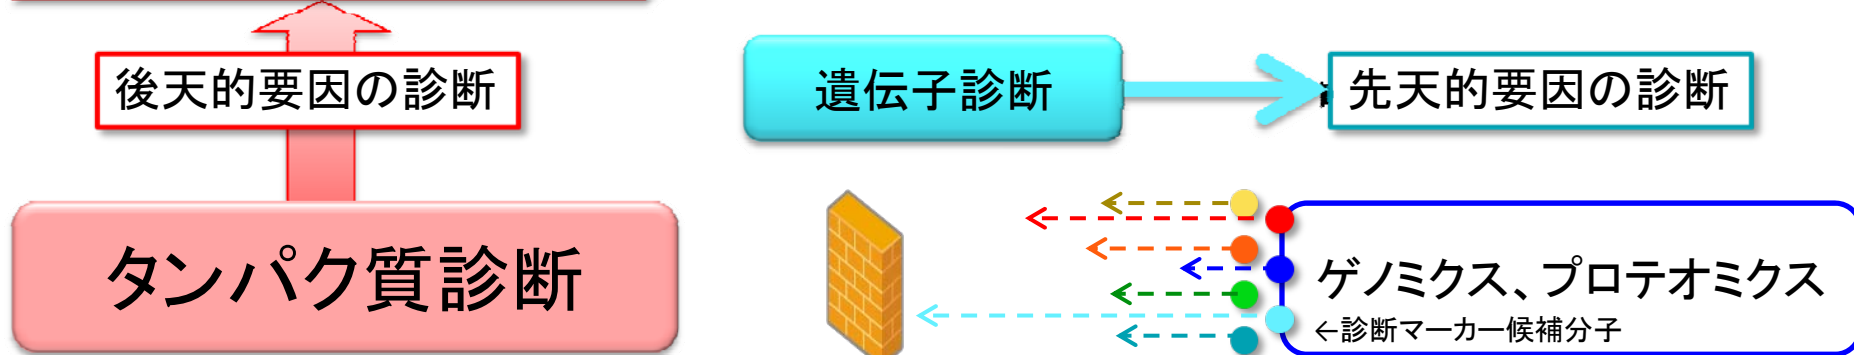 後天的要因の診断
遺伝子診断
先天的要因の診断
タンパク質診断
ゲノミクス、プロテオミクス
←診断マーカー候補分子